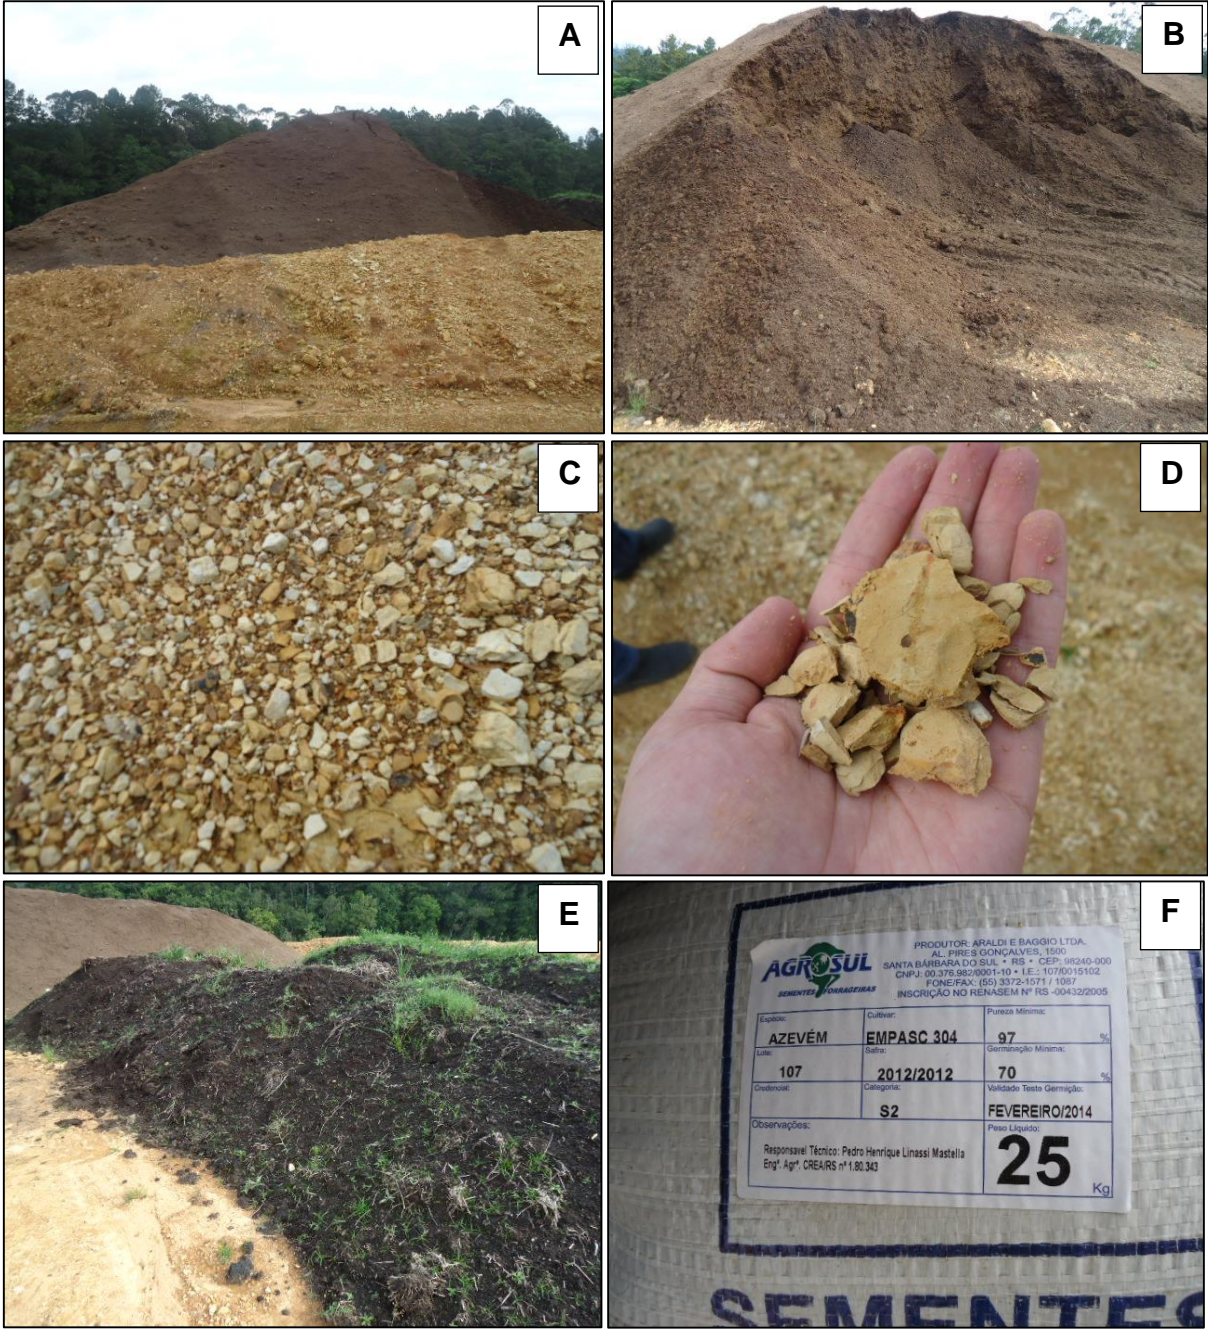 A
B
C
D
E
F
AGROSUL
SEMENTES FORRAGEIRAS
PRODUTOR: ARALDI E BAGGIO LTDA.
AL. PIRES GONÇALVES, 1500
SANTA BÁRBARA DO SUL • RS • CEP: 98240-000
CNPJ: 00.376.982/0001-10 • I.E.: 107/0015102
FONE/FAX: (55) 3372-1571 / 1087
INSCRIÇÃO NO RENASEM Nº RS -00432/2005
Espécie: Cultivar: Pureza Mínima:
AZEVÉM EMPASC 304 97 %
Lote: Safra: Germinação Mínima:
107 2012/2012 70 %
Credencial: Categoria: Validade Teste Germição:
S2 FEVEREIRO/2014
Observações: Peso Líquido:
Responsavel Técnico: Pedro Henrique Linassi Mastella
Engº. Agrº. CREA/RS nº 1.80.343
25 Kg
SEMENTES